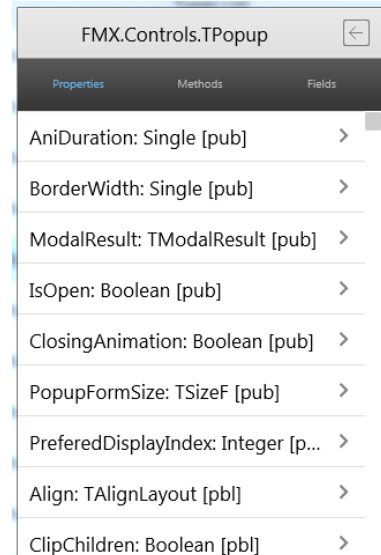 FMX.Controls.TPopup
Properties Methods Fields
AniDuration: Single [pub]
BorderWidth: Single [pub]
ModalResult: TModalResult [pub]
IsOpen: Boolean [pub]
ClosingAnimation: Boolean [pub]
PopupFormSize: TSizeF [pub]
PreferedDisplayIndex: Integer [p...
Align: TAlignLayout [pbl]
ClipChildren: Boolean [pbl]